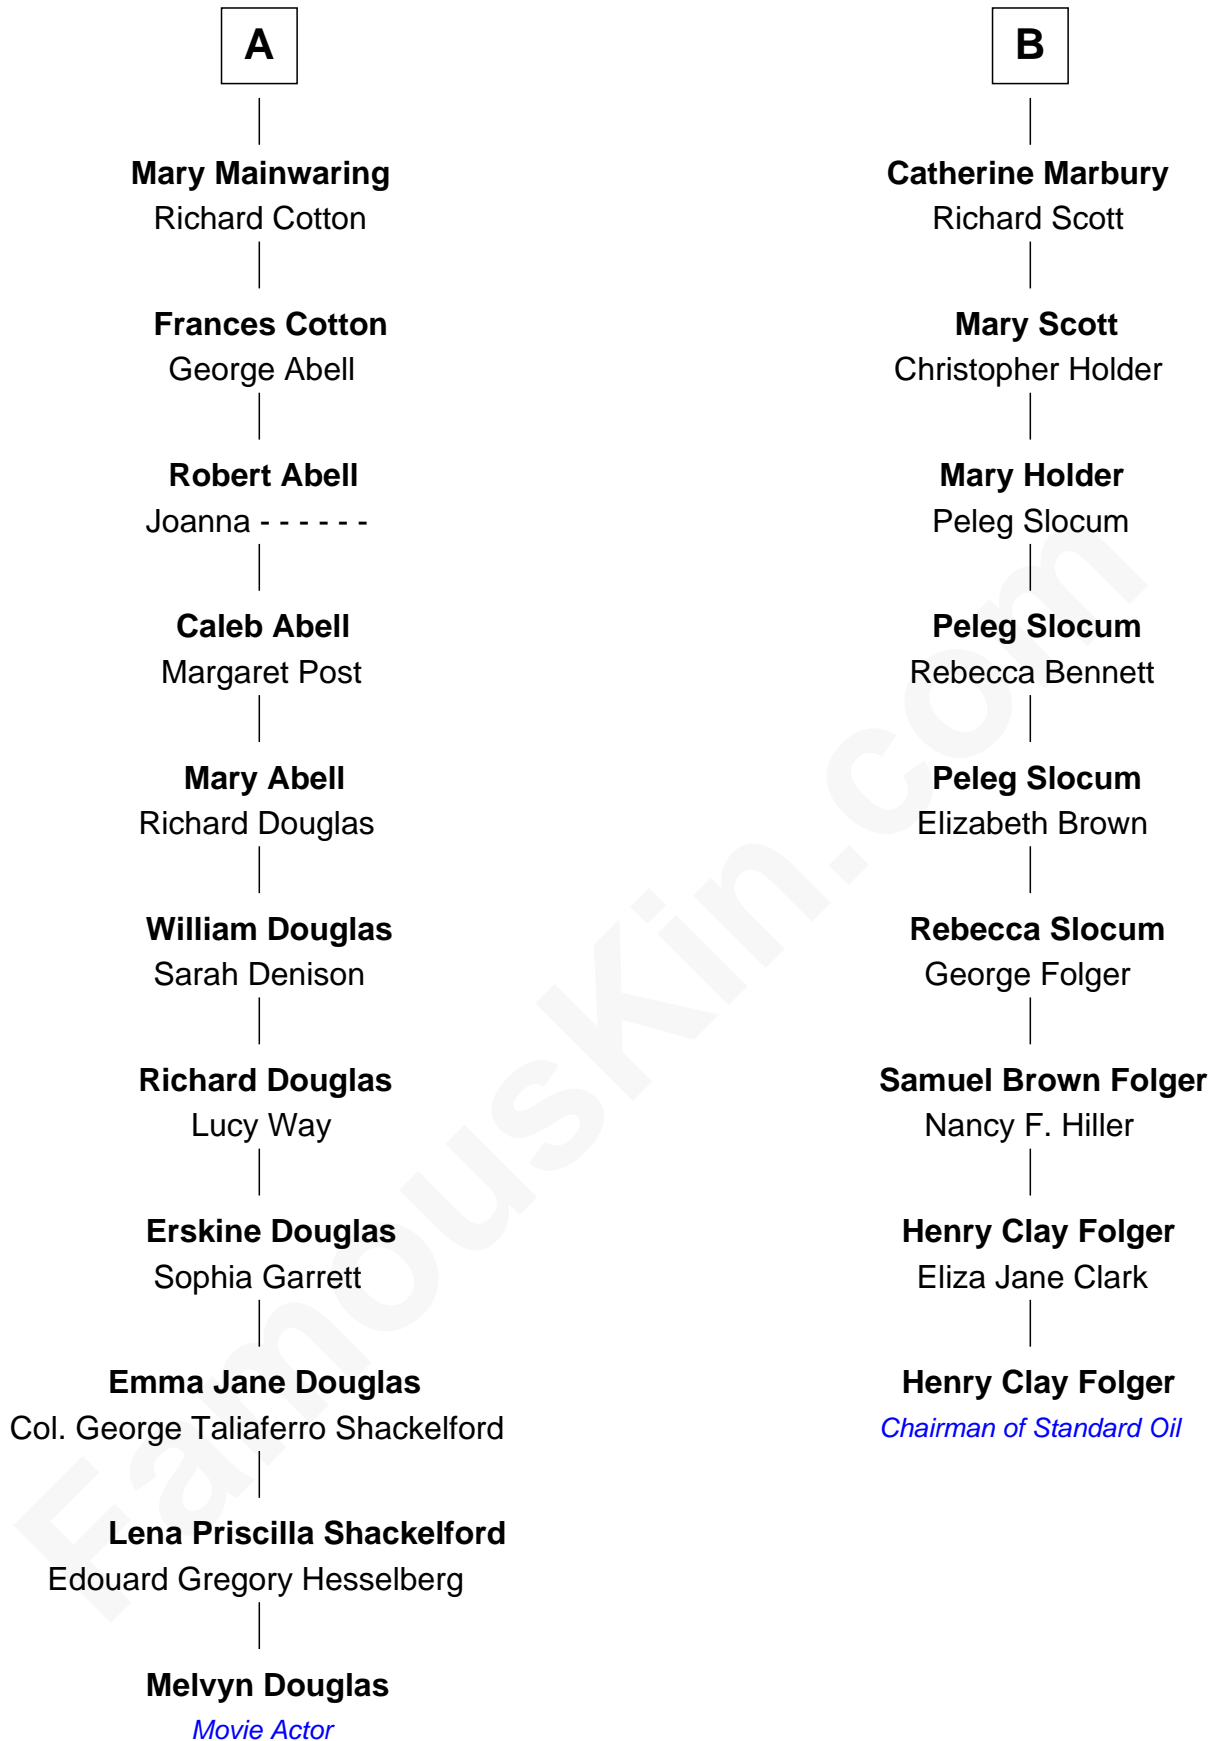 A
Mary Mainwaring
Richard Cotton
Frances Cotton
George Abell
Robert Abell
Joanna - - - - - -
Caleb Abell
Margaret Post
Mary Abell
Richard Douglas
William Douglas
Sarah Denison
Richard Douglas
Lucy Way
Erskine Douglas
Sophia Garrett
Emma Jane Douglas
Col. George Taliaferro Shackelford
Lena Priscilla Shackelford
Edouard Gregory Hesselberg
Melvyn Douglas
Movie Actor
B
Catherine Marbury
Richard Scott
Mary Scott
Christopher Holder
Mary Holder
Peleg Slocum
Peleg Slocum
Rebecca Bennett
Peleg Slocum
Elizabeth Brown
Rebecca Slocum
George Folger
Samuel Brown Folger
Nancy F. Hiller
Henry Clay Folger
Eliza Jane Clark
Henry Clay Folger
Chairman of Standard Oil
FamousKin.com